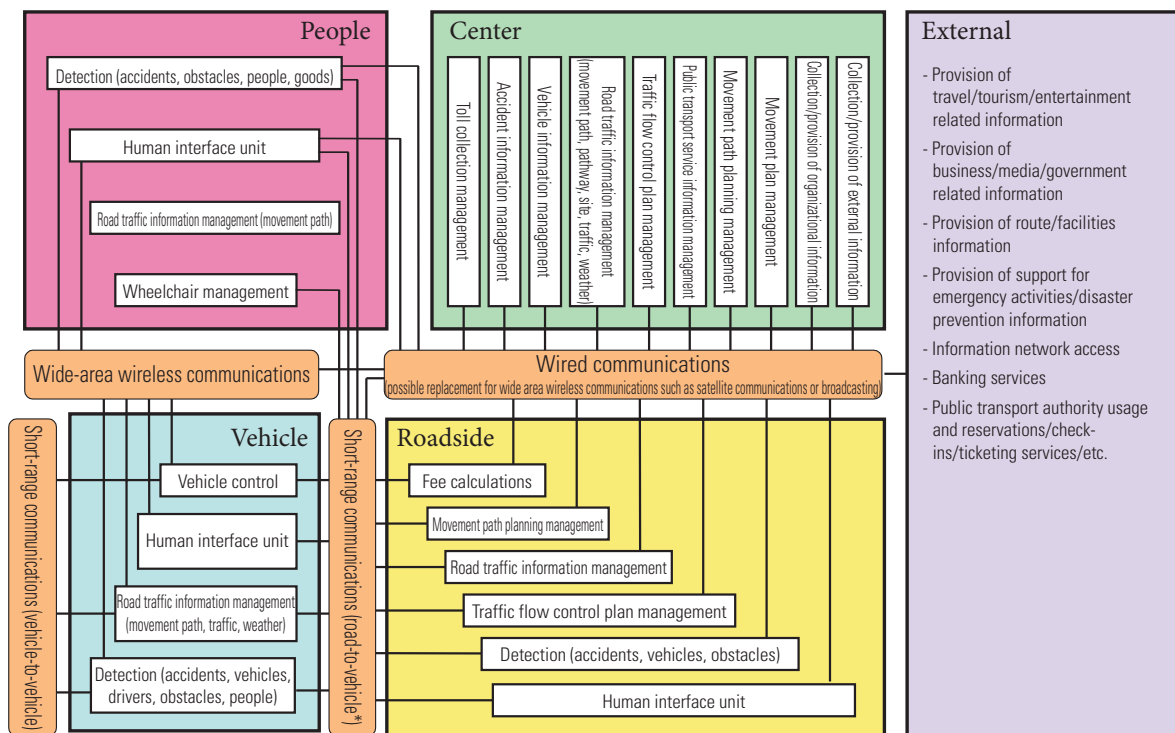 People
Detection (accidents, obstacles, people, goods)
Human interface unit
Road traffic information management (movement path)
Wheelchair management
Center
Toll collection management
Accident information management
Vehicle information management
Road traffic information management
(movement path, pathway, site, traffic, weather)
Traffic flow control plan management
Public transport service information management
Movement path planning management
Movement plan management
Collection/provision of organizational information
Collection/provision of external information
External
- Provision of
travel/tourism/entertainment
related information
- Provision of
business/media/government
related information
- Provision of route/facilities
information
- Provision of support for
emergency activities/disaster
prevention information
- Information network access
- Banking services
- Public transport authority usage
and reservations/check-
ins/ticketing services/etc.
Wide-area wireless communications
Wired communications
(possible replacement for wide area wireless communications such as satellite communications or broadcasting)
Short-range communications (vehicle-to-vehicle)
Vehicle
Vehicle control
Human interface unit
Road traffic information management
(movement path, traffic, weather)
Detection (accidents, vehicles,
drivers, obstacles, people)
Short-range communications (road-to-vehicle*)
Roadside
Fee calculations
Movement path planning management
Road traffic information management
Traffic flow control plan management
Detection (accidents, vehicles, obstacles)
Human interface unit